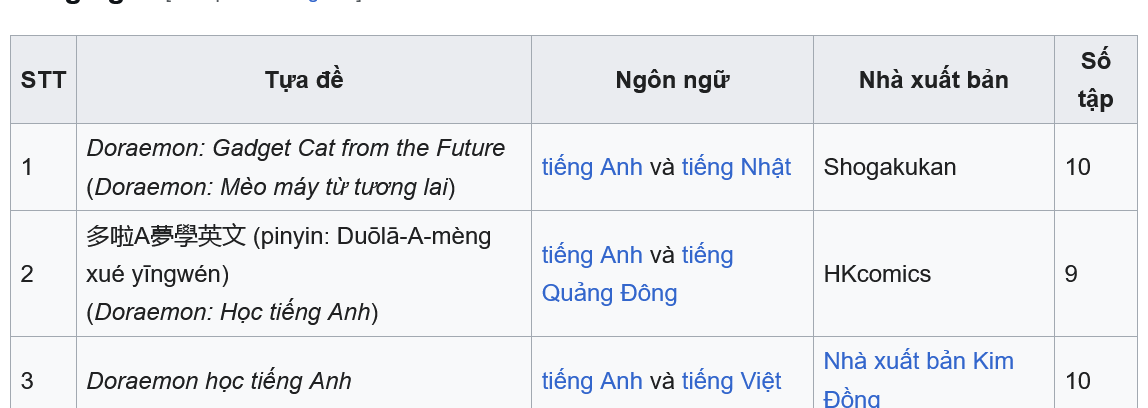 STT Tựa đề Ngôn ngữ Nhà xuất bản Số tập
1 Doraemon: Gadget Cat from the Future
(Doraemon: Mèo máy từ tương lai) tiếng Anh và tiếng Nhật Shogakukan 10
2 多啦A夢學英文 (pinyin: Duōlā-A-mèng
xué yīngwén)
(Doraemon: Học tiếng Anh) tiếng Anh và tiếng
Quảng Đông HKcomics 9
3 Doraemon học tiếng Anh tiếng Anh và tiếng Việt Nhà xuất bản Kim
Đồng 10